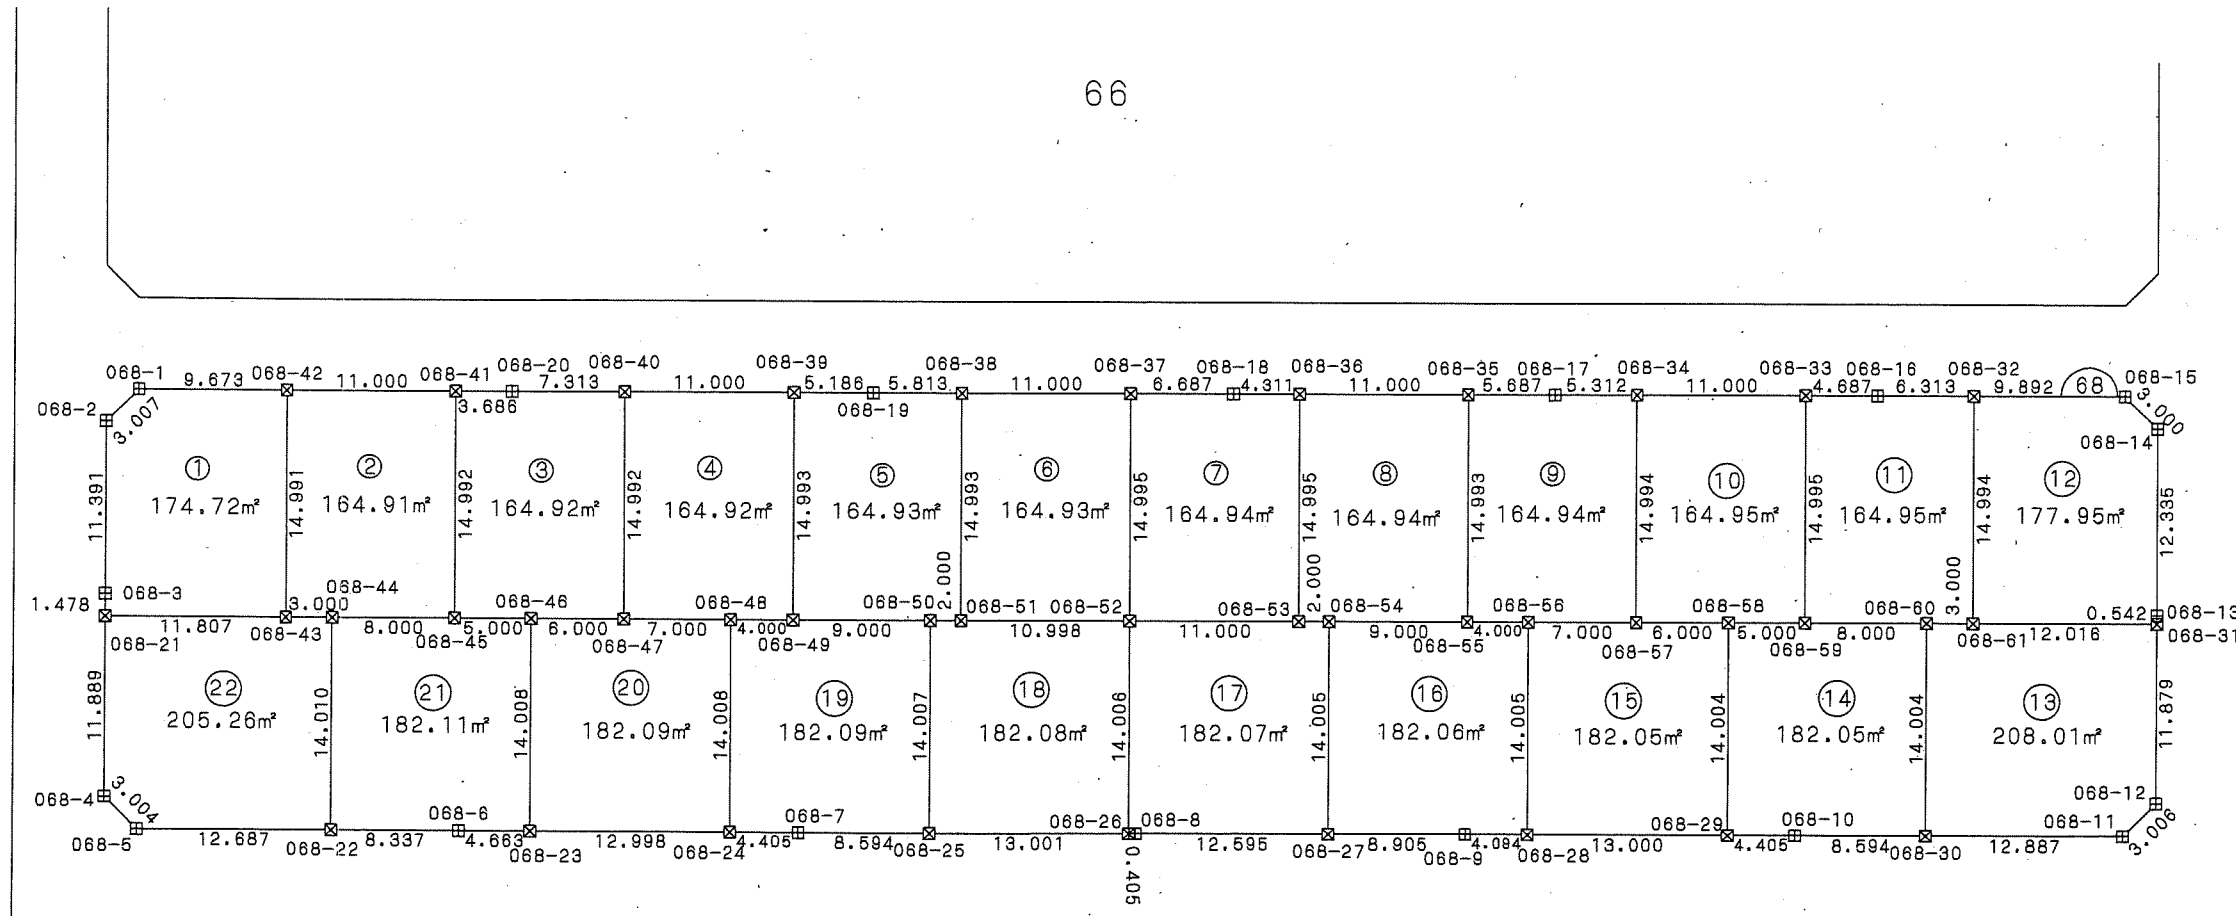 66
068-1 9.673 068-42 11.000 068-41 068-20 7.313 068-40 11.000 068-39 5.186 5.813 068-38 11.000 068-37 6.687 068-18 4.311 068-36 11.000 068-35 5.687 068-17 5.312 068-34 11.000 068-33 4.687 068-16 6.313 068-32 9.892 68 068-15
068-2 3.007 3.686 068-19 3.000 068-14
① ② ③ ④ ⑤ ⑥ ⑦ ⑧ ⑨ ⑩ ⑪ ⑫
174.72㎡ 164.91㎡ 164.92㎡ 164.92㎡ 164.93㎡ 164.93㎡ 164.94㎡ 164.94㎡ 164.94㎡ 164.95㎡ 164.95㎡ 177.95㎡
11.391 14.991 14.992 14.992 14.993 14.993 14.995 14.995 14.993 14.994 14.995 14.994 12.335
2.000 2.000 3.000
068-3 068-44
1.478 3.000 068-46 068-48 068-50 068-51 068-52 068-53 068-54 068-56 068-58 068-60 0.542 068-13
11.807 068-43 8.000 5.000 6.000 7.000 4.000 9.000 10.998 11.000 9.000 4.000 7.000 6.000 5.000 8.000 068-61 12.016 068-31
068-21 068-45 068-47 068-49 068-55 068-57 068-59
㉒ ㉑ ⑳ ⑲ ⑱ ⑰ ⑯ ⑮ ⑭ ⑬
205.26㎡ 182.11㎡ 182.09㎡ 182.09㎡ 182.08㎡ 182.07㎡ 182.06㎡ 182.05㎡ 182.05㎡ 208.01㎡
11.889 14.010 14.008 14.008 14.007 14.006 14.005 14.005 14.004 14.004 11.879
068-4 3.004 068-6 068-7 068-26 068-8 068-29 068-10 068-11 068-12 3.006
068-5 12.687 068-22 8.337 4.663 068-23 12.998 068-24 4.405 8.594 068-25 13.001 12.595 068-27 8.905 068-9 4.094 068-28 13.000 4.405 8.594 068-30 12.887
0.405